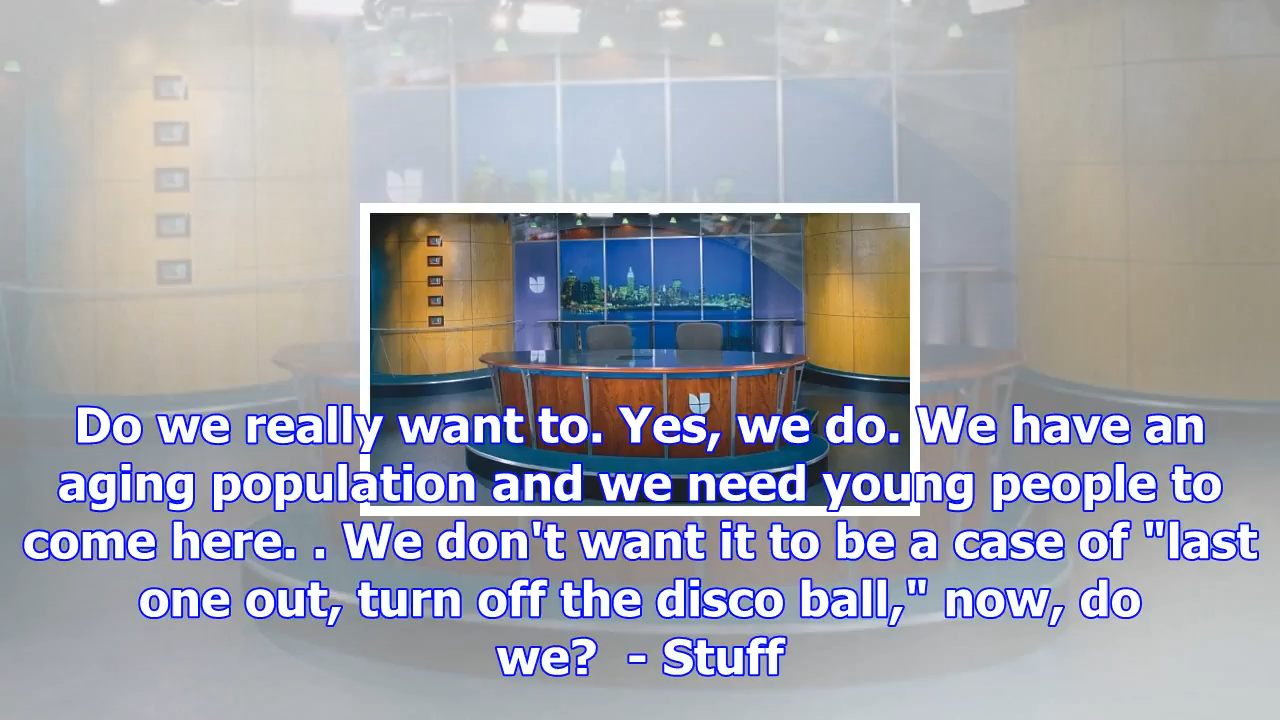 Do we really want to. Yes, we do. We have an
aging population and we need young people to
come here. . We don't want it to be a case of "last
one out, turn off the disco ball," now, do
we?  - Stuff